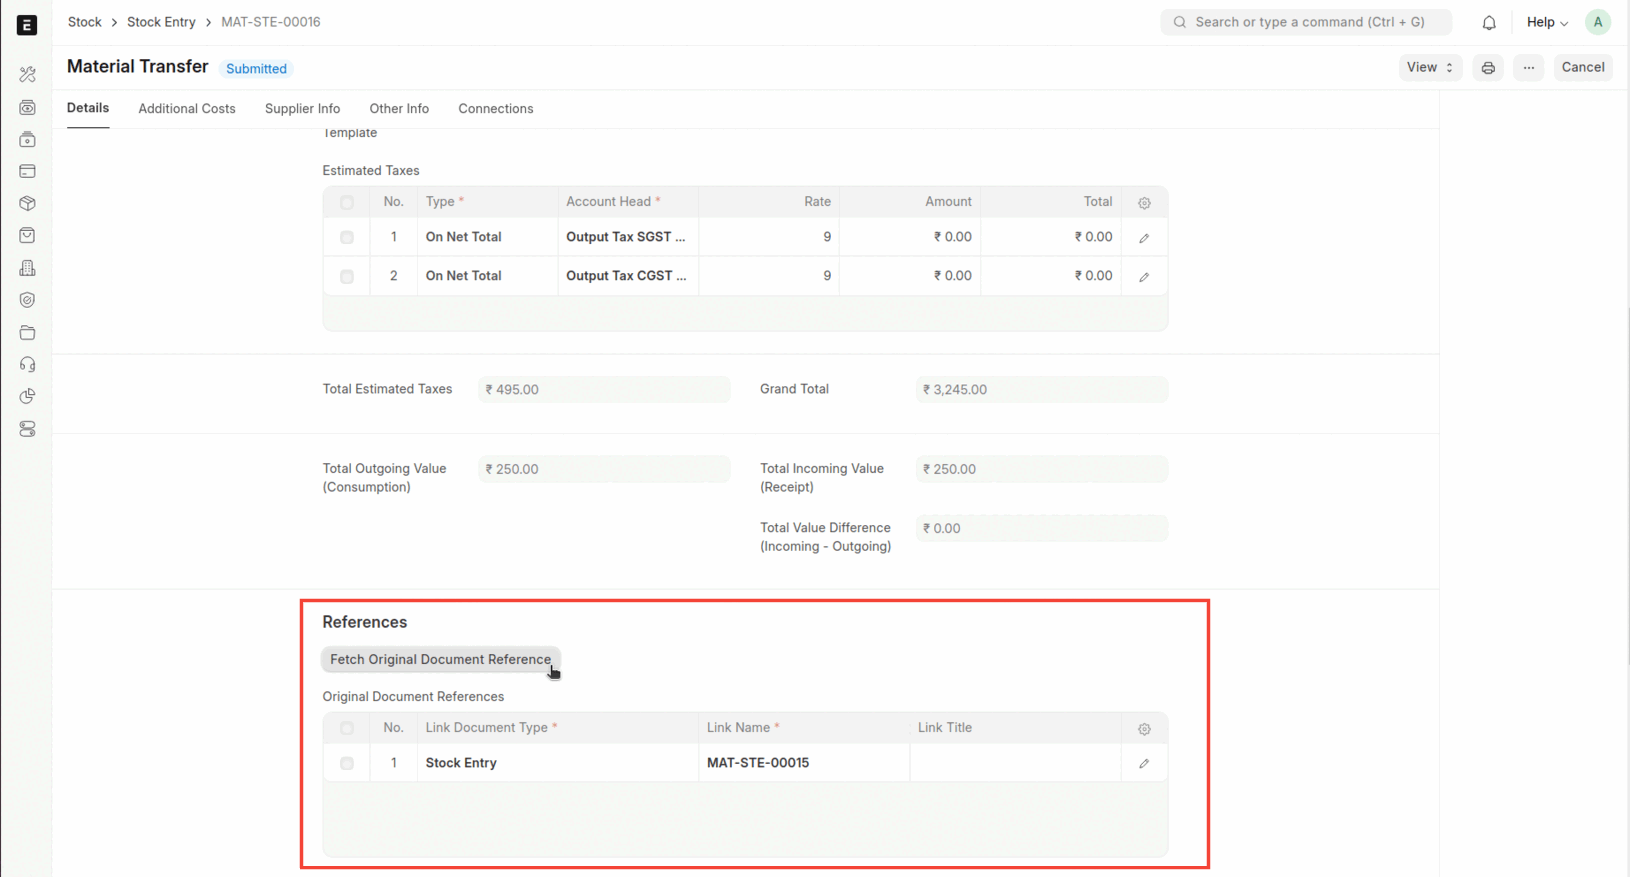 E
Stock > Stock Entry > MAT-STE-00016
Search or type a command (Ctrl + G)
Help
A
Material Transfer
Submitted
View
...
Cancel
Details
Additional Costs
Supplier Info
Other Info
Connections
Template
Estimated Taxes
No. Type * Account Head * Rate Amount Total
1 On Net Total Output Tax SGST ... 9 ₹ 0.00 ₹ 0.00
2 On Net Total Output Tax CGST ... 9 ₹ 0.00 ₹ 0.00
Total Estimated Taxes ₹ 495.00 Grand Total ₹ 3,245.00
Total Outgoing Value ₹ 250.00 Total Incoming Value ₹ 250.00
(Consumption) (Receipt)
Total Value Difference ₹ 0.00
(Incoming - Outgoing)
References
Fetch Original Document Reference
Original Document References
No. Link Document Type * Link Name * Link Title
1 Stock Entry MAT-STE-00015